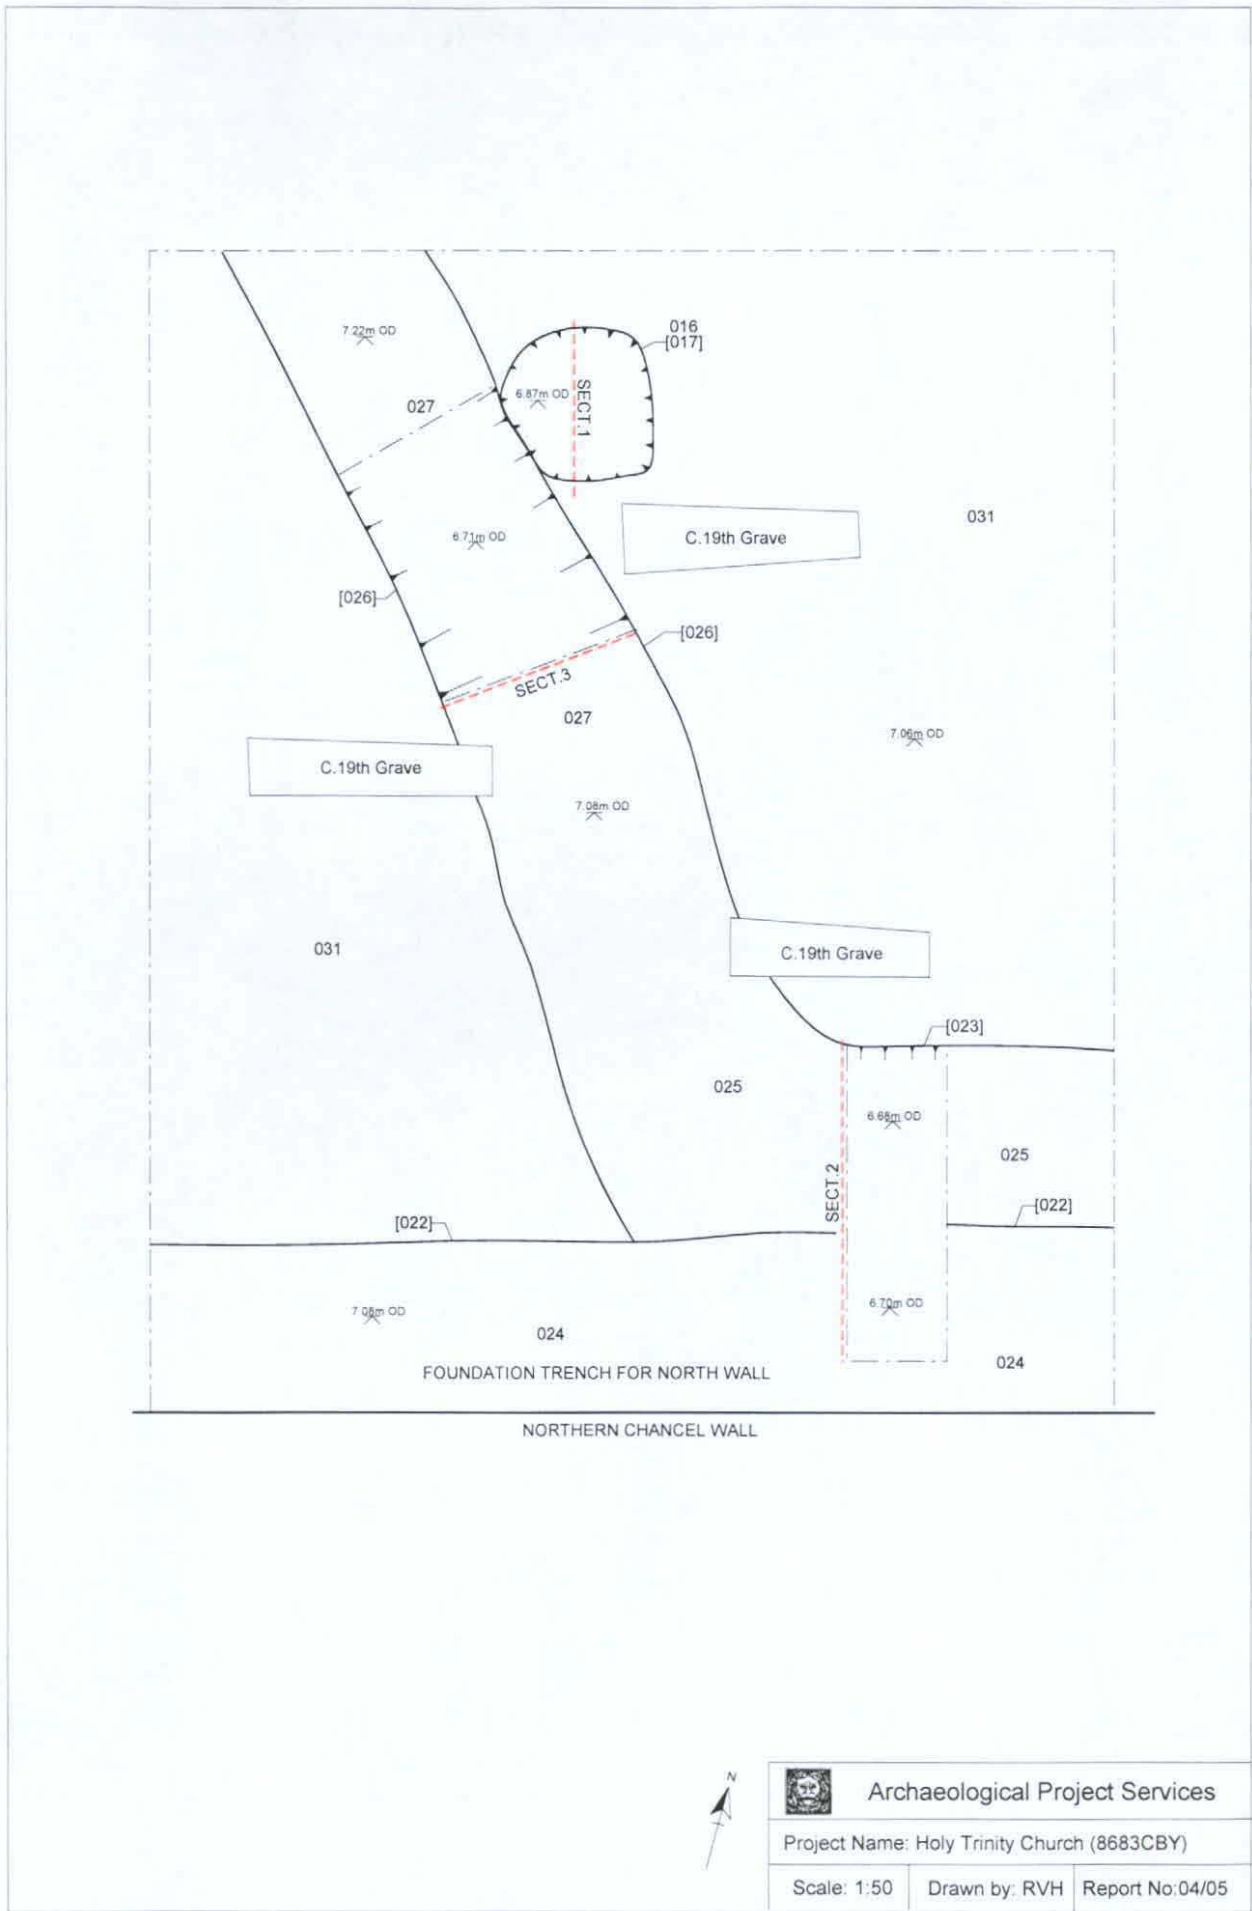 7.22m OD
016
[017]
6.87m OD
SECT.1
027
031
6.71m OD
C.19th Grave
[026]
[026]
SECT.3
027
7.06m OD
C.19th Grave
7.08m OD
031
C.19th Grave
[023]
025
6.68m OD
025
SECT.2
[022]
[022]
7.08m OD
6.70m OD
024
024
FOUNDATION TRENCH FOR NORTH WALL
NORTHERN CHANCEL WALL
N
Archaeological Project Services
Project Name: Holy Trinity Church (8683CBY)
Scale: 1:50
Drawn by: RVH
Report No:04/05